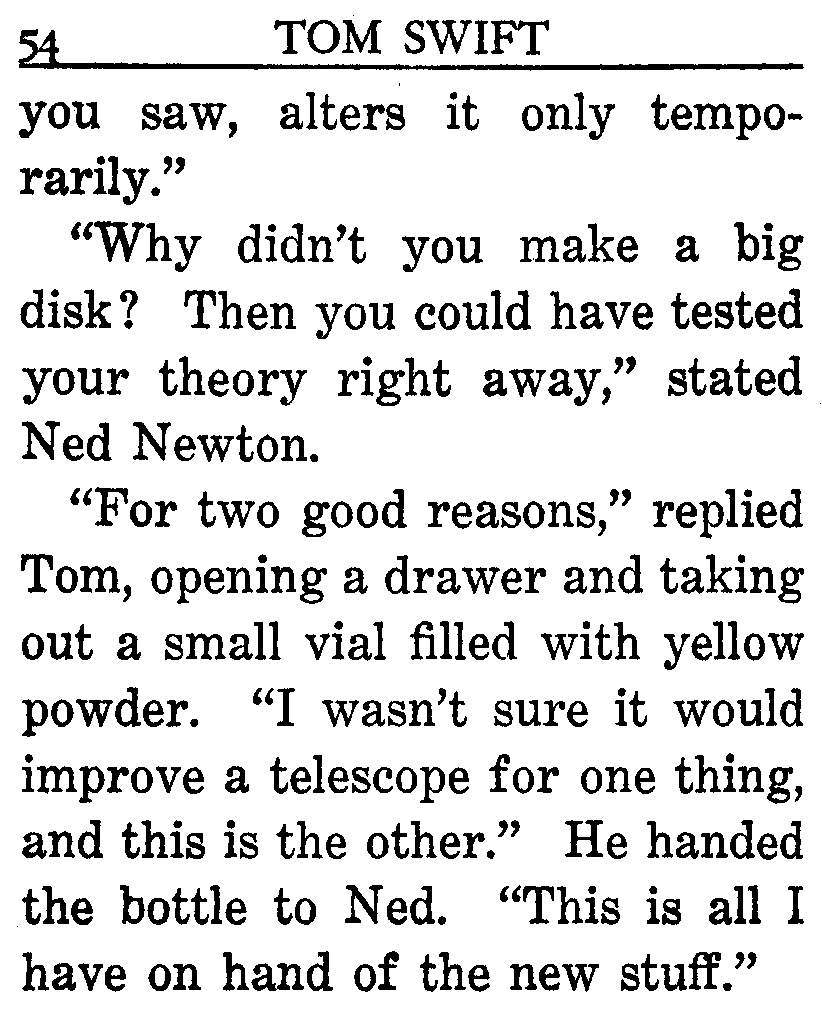 54 TOM SWIFT
you saw, alters it only tempo-
rarily.”
“Why didn’t you make a big
disk? Then you could have tested
your theory right away,” stated
Ned Newton.
“For two good reasons,” replied
Tom, opening a drawer and taking
out a small vial filled with yellow
powder. “I wasn’t sure it would
improve a telescope for one thing,
and this is the other.” He handed
the bottle to Ned. “This is all I
have on hand of the new stuff.”